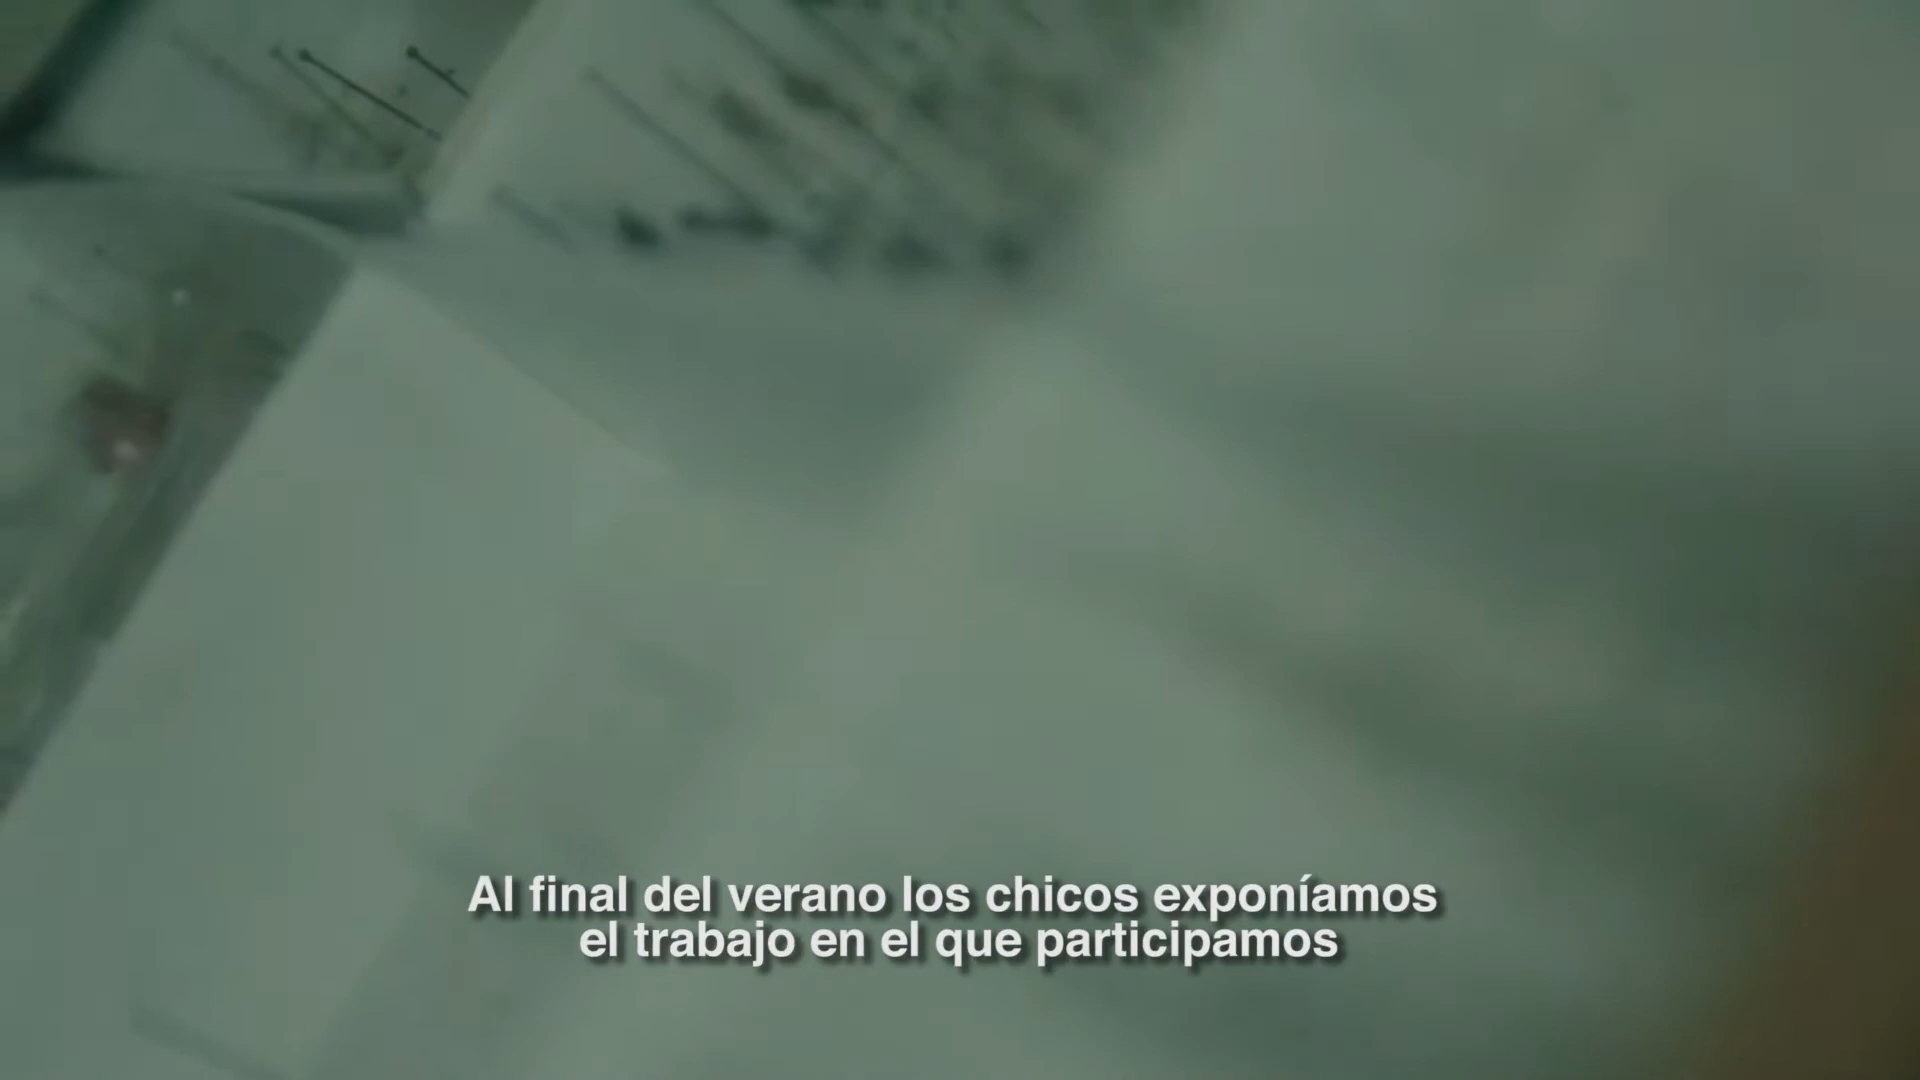 Al final del verano los chicos exponíamos
el trabajo en el que participamos